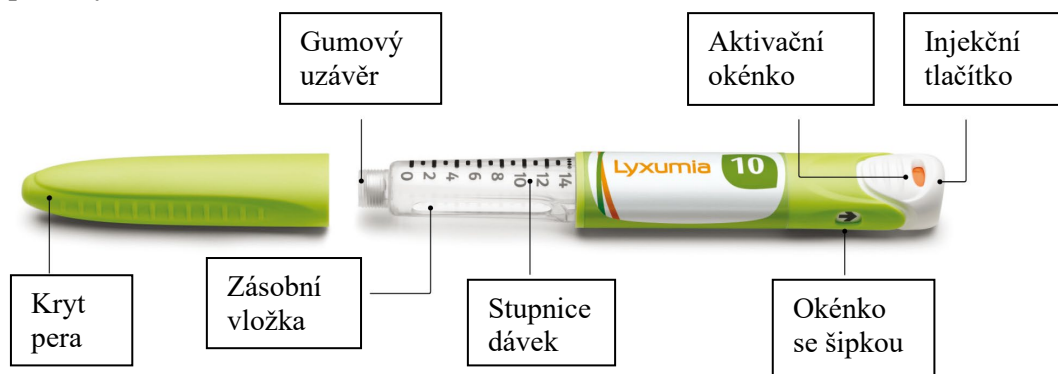 Gumový
uzávěr
Aktivační
okénko
Injekční
tlačítko
0 2 4 6 8 10 12 14
Lyxumia 10
Kryt
pera
Zásobní
vložka
Stupnice
dávek
Okénko
se šipkou